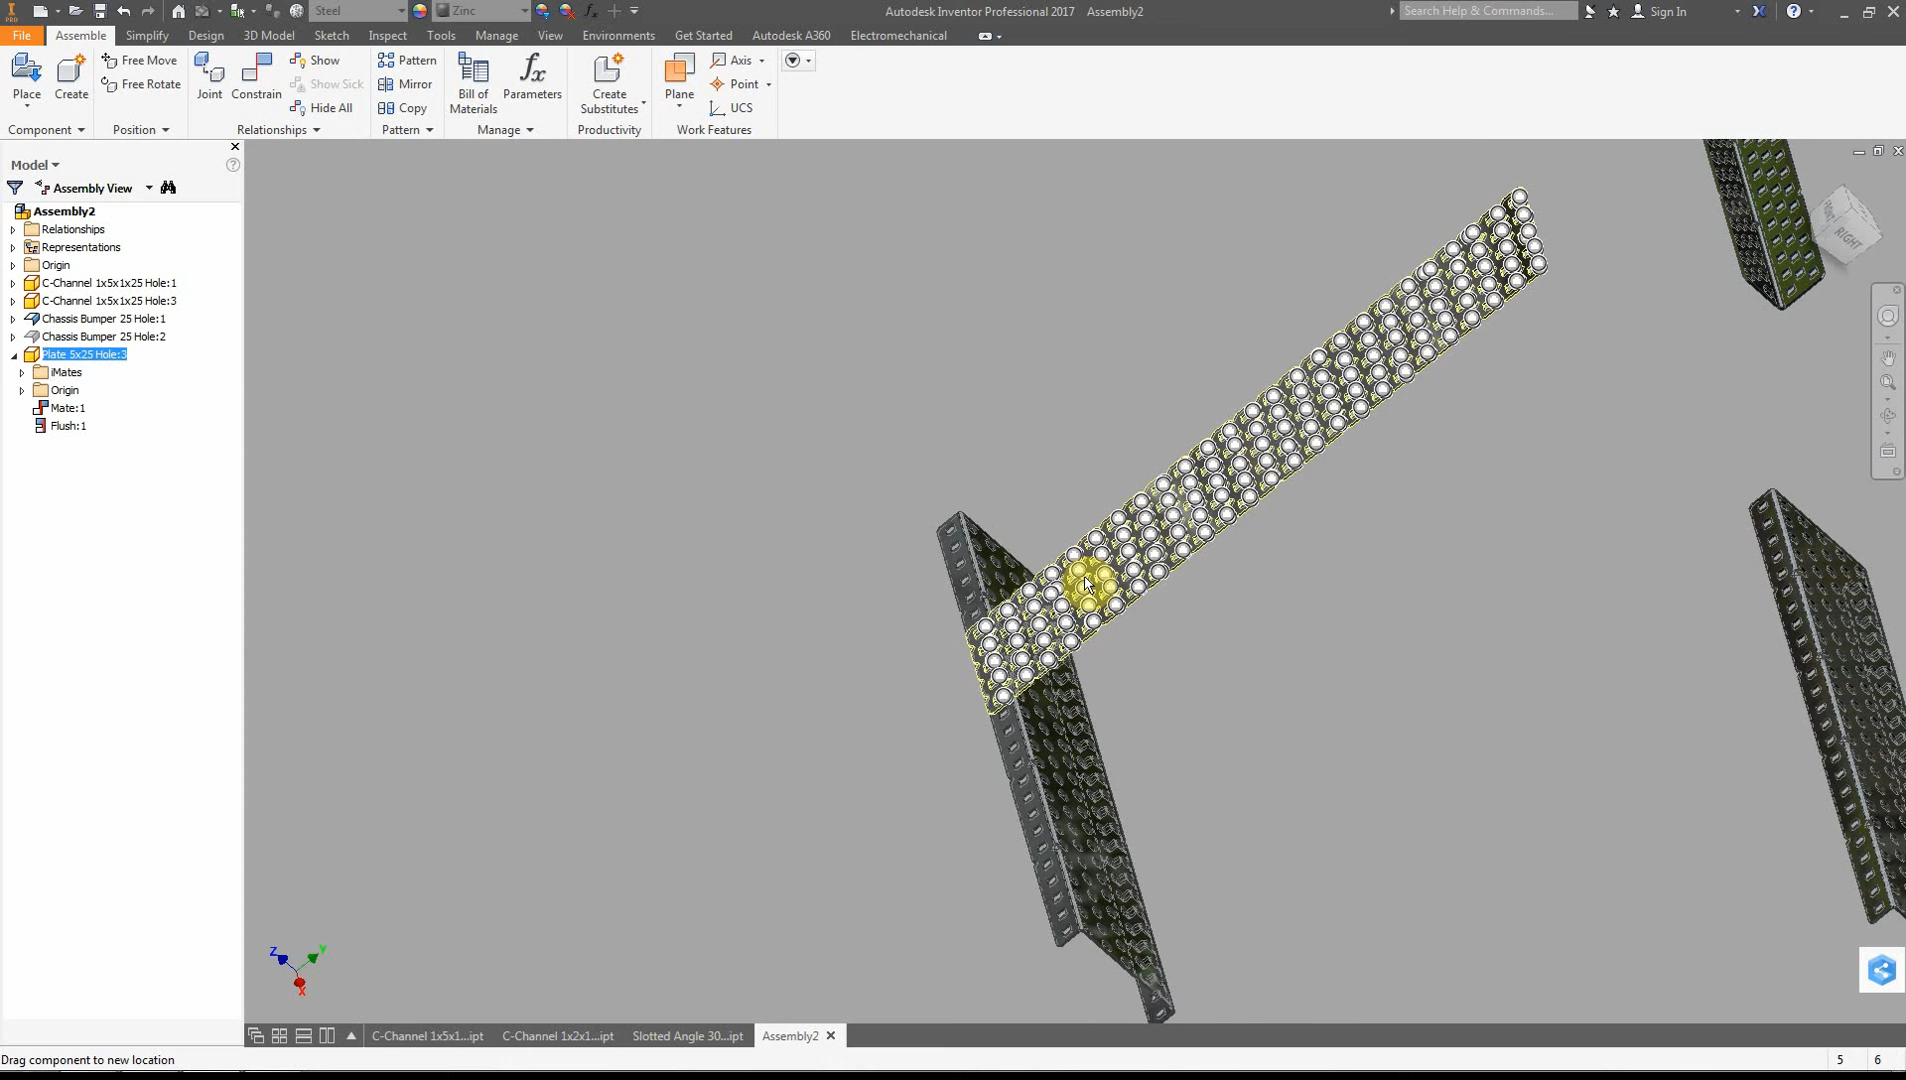 Steel
Zinc
Autodesk Inventor Professional 2017 Assembly2
Search Help & Commands...
Sign In
PRO
File
Assemble
Simplify
Design
3D Model
Sketch
Inspect
Tools
Manage
View
Environments
Get Started
Autodesk A360
Electromechanical
Place
Create
Free Move
Free Rotate
Joint
Constrain
Show
Show Sick
Hide All
Pattern
Mirror
Copy
Bill of
Materials
Parameters
Create
Substitutes
Plane
Axis
Point
UCS
Component
Position
Relationships
Pattern
Manage
Productivity
Work Features
Model
Assembly View
Assembly2
Relationships
Representations
Origin
C-Channel 1x5x1x25 Hole:1
C-Channel 1x5x1x25 Hole:3
Chassis Bumper 25 Hole:1
Chassis Bumper 25 Hole:2
Plate 5x25 Hole:3
iMates
Origin
Mate:1
Flush:1
RIGHT
Z
Y
X
C-Channel 1x5x1...ipt
C-Channel 1x2x1...ipt
Slotted Angle 30...ipt
Assembly2
Drag component to new location
5
6